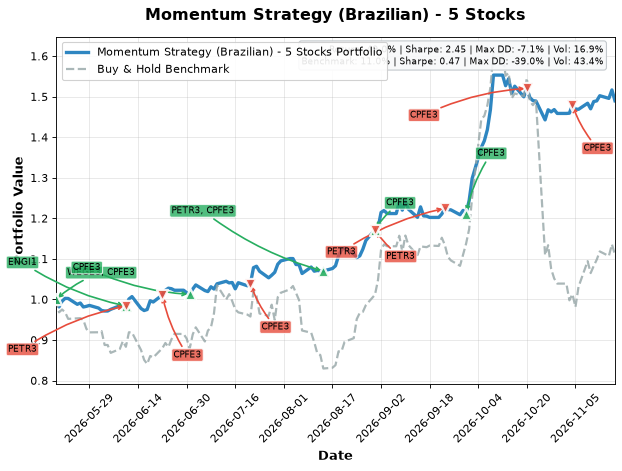 Momentum Strategy (Brazilian) - 5 Stocks
Momentum Strategy (Brazilian) - 5 Stocks Portfolio
Buy & Hold Benchmark
% | Sharpe: 2.45 | Max DD: -7.1% | Vol: 16.9%
Benchmark: 11.0% | Sharpe: 0.47 | Max DD: -39.0% | Vol: 43.4%
Portfolio Value
1.6
1.5
1.4
1.3
1.2
1.1
1.0
0.9
0.8
CPFE3
CPFE3
CPFE3
PETR3, CPFE3
CPFE3
PETR3
PETR3
ENGI1
CPFE3
CPFE3
CPFE3
PETR3
CPFE3
2026-05-29
2026-06-14
2026-06-30
2026-07-16
2026-08-01
2026-08-17
2026-09-02
2026-09-18
2026-10-04
2026-10-20
2026-11-05
Date